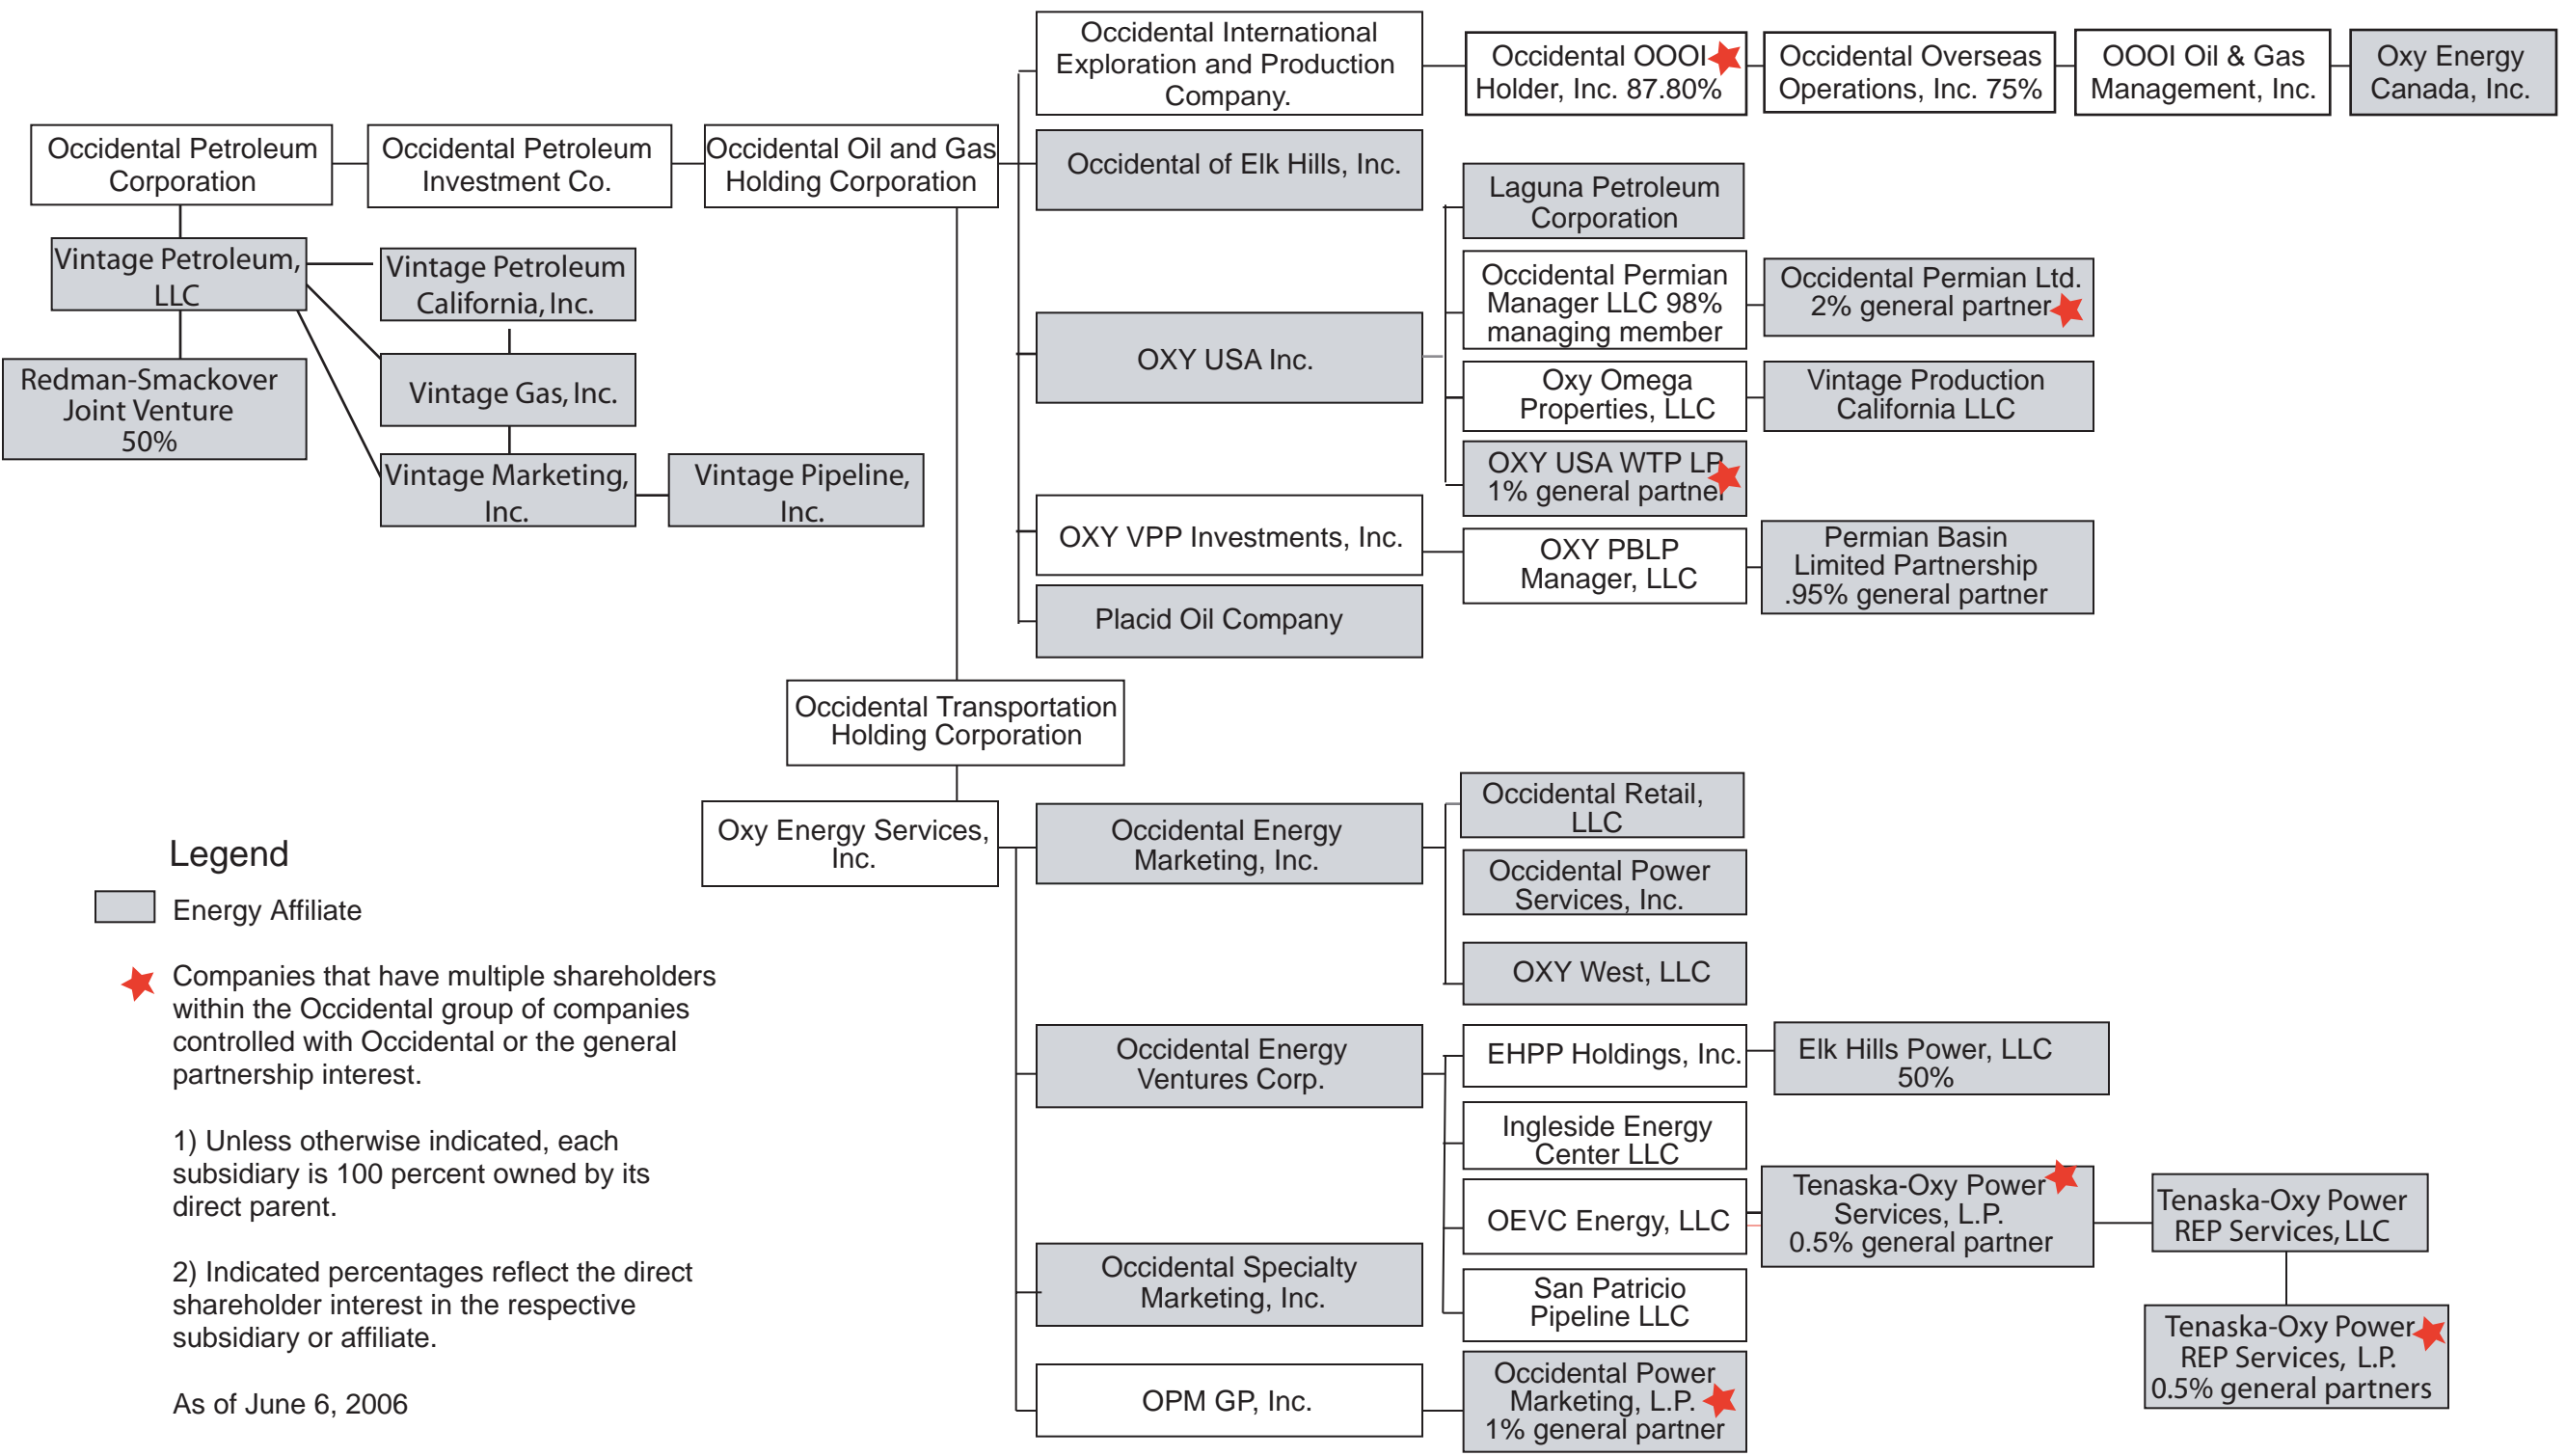 Occidental International
Exploration and Production
Company.
Occidental OOOI
Holder, Inc. 87.80%
Occidental Overseas
Operations, Inc. 75%
OOOI Oil & Gas
Management, Inc.
Oxy Energy
Canada, Inc.
Occidental Petroleum
Corporation
Occidental Petroleum
Investment Co.
Occidental Oil and Gas
Holding Corporation
Occidental of Elk Hills, Inc.
Laguna Petroleum
Corporation
Vintage Petroleum,
LLC
Vintage Petroleum
California, Inc.
Occidental Permian
Manager LLC 98%
managing member
Occidental Permian Ltd.
2% general partner
OXY USA Inc.
Redman-Smackover
Joint Venture
50%
Vintage Gas, Inc.
Oxy Omega
Properties, LLC
Vintage Production
California LLC
Vintage Marketing,
Inc.
Vintage Pipeline,
Inc.
OXY USA WTP LP
1% general partner
OXY VPP Investments, Inc.
OXY PBLP
Manager, LLC
Permian Basin
Limited Partnership
.95% general partner
Placid Oil Company
Occidental Transportation
Holding Corporation
Oxy Energy Services,
Inc.
Occidental Energy
Marketing, Inc.
Occidental Retail,
LLC
Occidental Power
Services, Inc.
OXY West, LLC
Occidental Energy
Ventures Corp.
EHPP Holdings, Inc.
Elk Hills Power, LLC
50%
Ingleside Energy
Center LLC
OEVC Energy, LLC
Tenaska-Oxy Power
Services, L.P.
0.5% general partner
Tenaska-Oxy Power
REP Services, LLC
Occidental Specialty
Marketing, Inc.
San Patricio
Pipeline LLC
Tenaska-Oxy Power
REP Services, L.P.
0.5% general partners
OPM GP, Inc.
Occidental Power
Marketing, L.P.
1% general partner
Legend
Energy Affiliate
Companies that have multiple shareholders
within the Occidental group of companies
controlled with Occidental or the general
partnership interest.
1) Unless otherwise indicated, each
subsidiary is 100 percent owned by its
direct parent.
2) Indicated percentages reflect the direct
shareholder interest in the respective
subsidiary or affiliate.
As of June 6, 2006